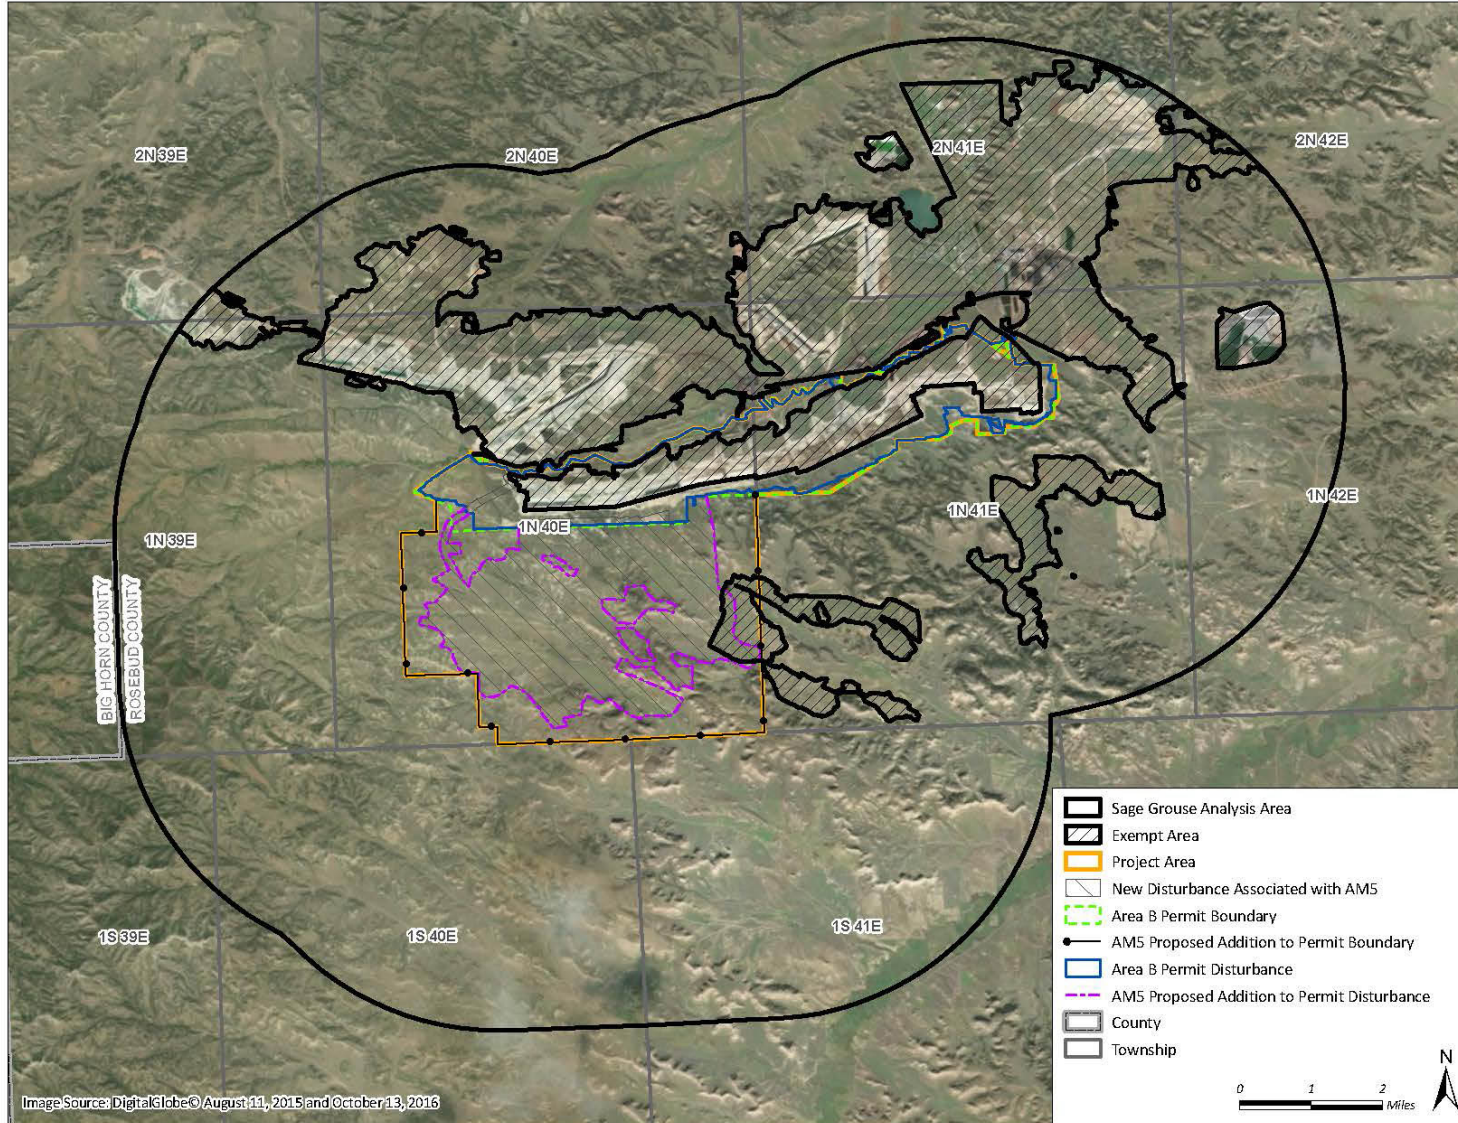 2N 39E
2N 40E
2N 41E
2N 42E
1N 39E
1N 40E
1N 41E
1N 42E
BIG HORN COUNTY
ROSEBUD COUNTY
1S 39E
1S 40E
1S 41E
Sage Grouse Analysis Area
Exempt Area
Project Area
New Disturbance Associated with AM5
Area B Permit Boundary
AM5 Proposed Addition to Permit Boundary
Area B Permit Disturbance
AM5 Proposed Addition to Permit Disturbance
County
Township
N
0 1 2
Miles
Image Source: DigitalGlobe© August 11, 2015 and October 13, 2016